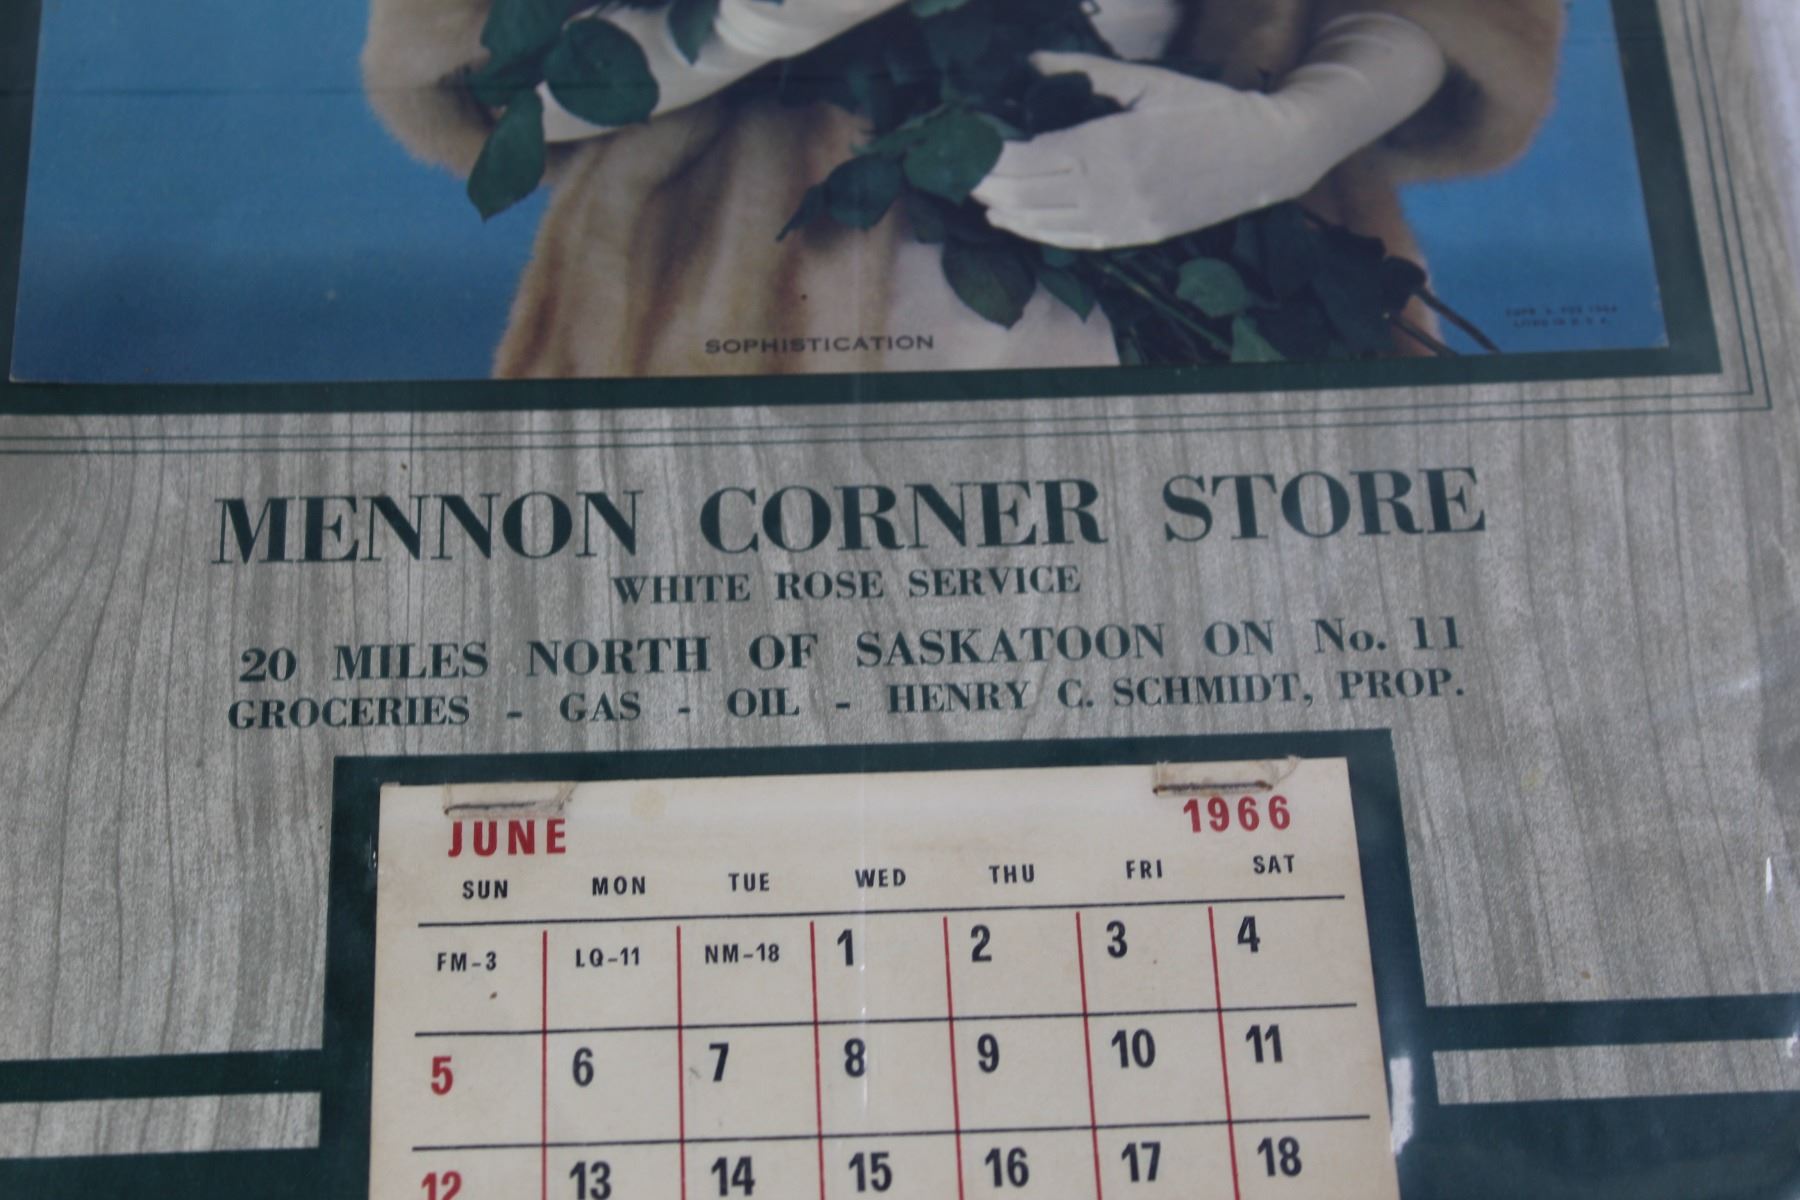 SOPHISTICATION
MENNON CORNER STORE
WHITE ROSE SERVICE
20 MILES NORTH OF SASKATOON ON No. 11
GROCERIES - GAS - OIL - HENRY C. SCHMIDT, PROP.
JUNE 1966
SUN MON TUE WED THU FRI SAT
FM-3 LQ-11 NM-18 1 2 3 4
5 6 7 8 9 10 11
12 13 14 15 16 17 18